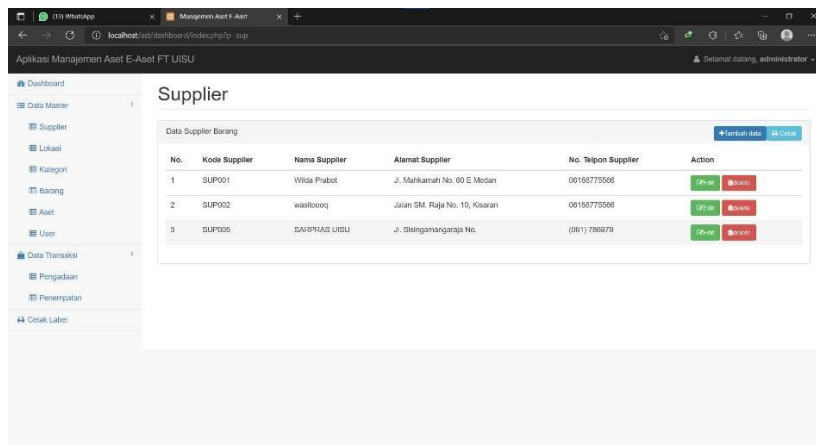 (13) WhatsApp
Manajemen Aset E-Aset
localhost/ast/dashboard/index.php?p=sup
Aplikasi Manajemen Aset E-Aset FT UISU
Selamat datang, administrator
Dashboard
Data Master
Supplier
Lokasi
Kategori
Barang
Aset
User
Data Transaksi
Pengadaan
Penempatan
Cetak Label
Supplier
Data Supplier Barang
Tambah data Cetak
No. Kode Supplier Nama Supplier Alamat Supplier No. Telpon Supplier Action
1 SUP001 Wilda Prabot Jl. Mahkamah No. 60 E Medan 08168775566 Edit delete
2 SUP002 Jalan SM. Raja No. 10, Kisaran 08168775566 Edit delete
3 SUP005 SARPRAS UISU Jl. Sisingamangaraja No. (061) 786979 Edit delete